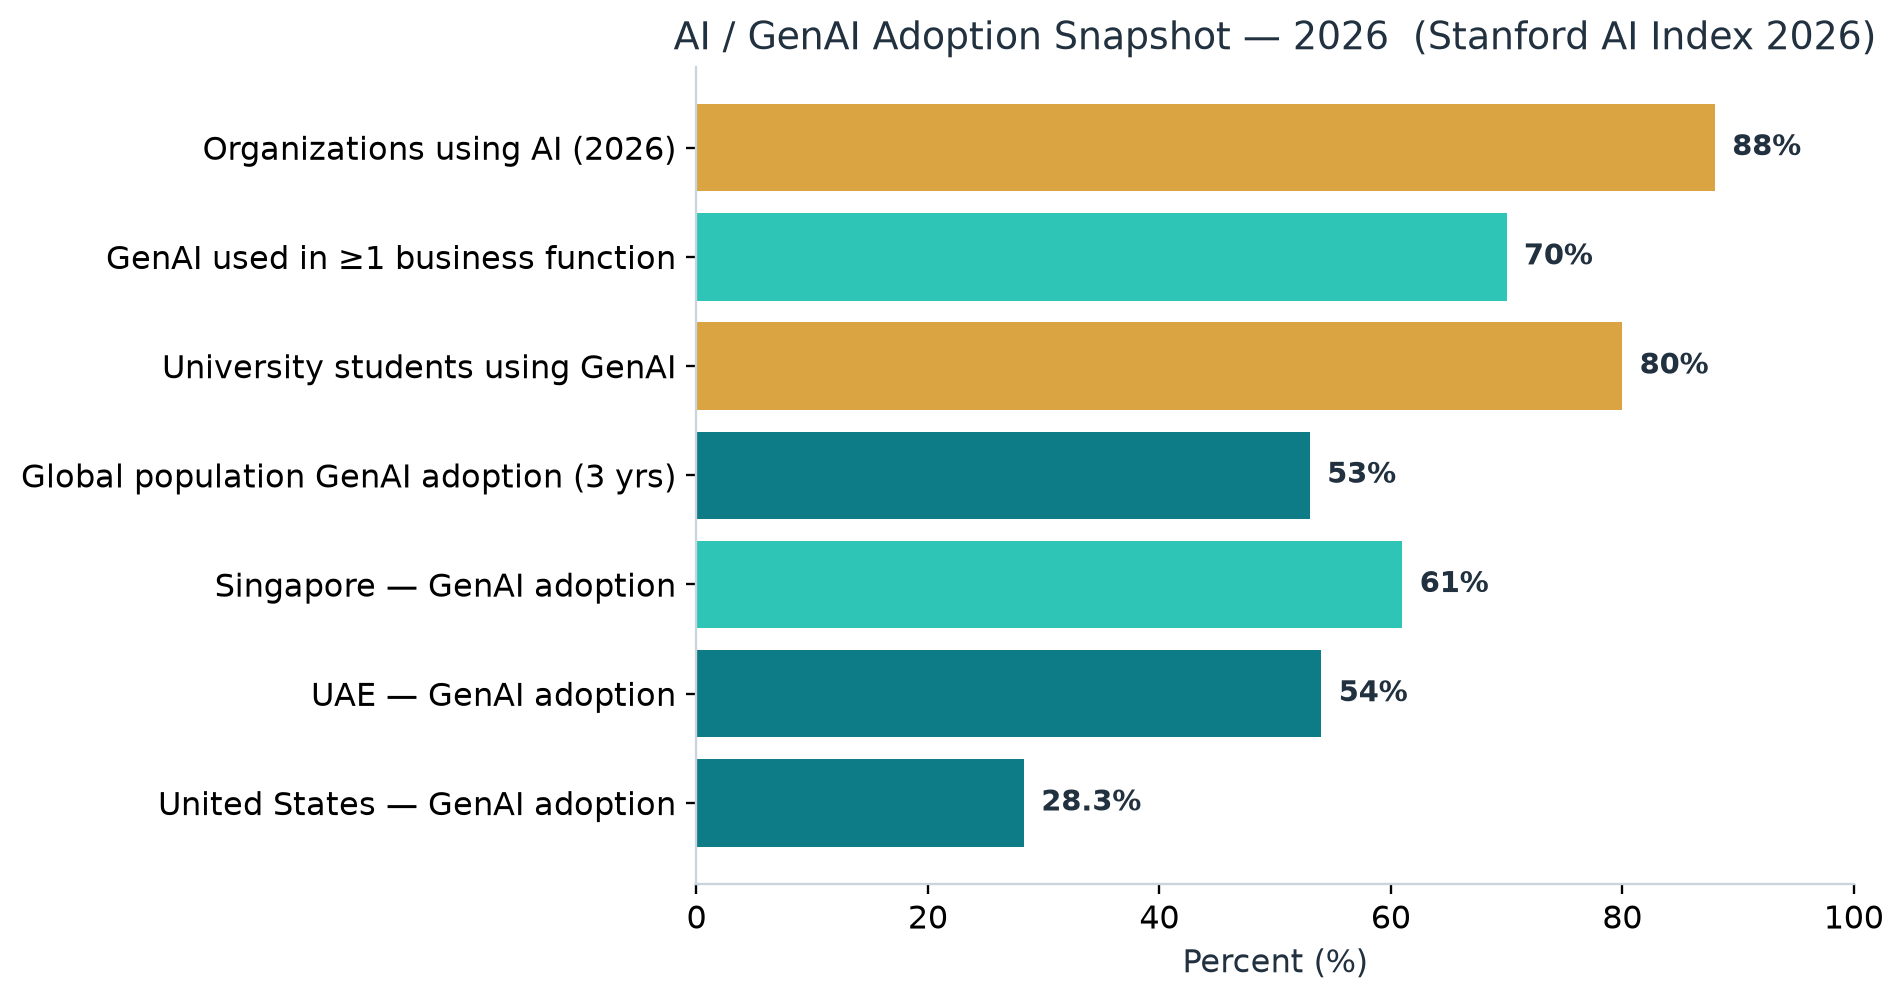 AI / GenAI Adoption Snapshot — 2026  (Stanford AI Index 2026)
Organizations using AI (2026)
88%
GenAI used in ≥1 business function
70%
University students using GenAI
80%
Global population GenAI adoption (3 yrs)
53%
Singapore — GenAI adoption
61%
UAE — GenAI adoption
54%
United States — GenAI adoption
28.3%
0 20 40 60 80 100
Percent (%)